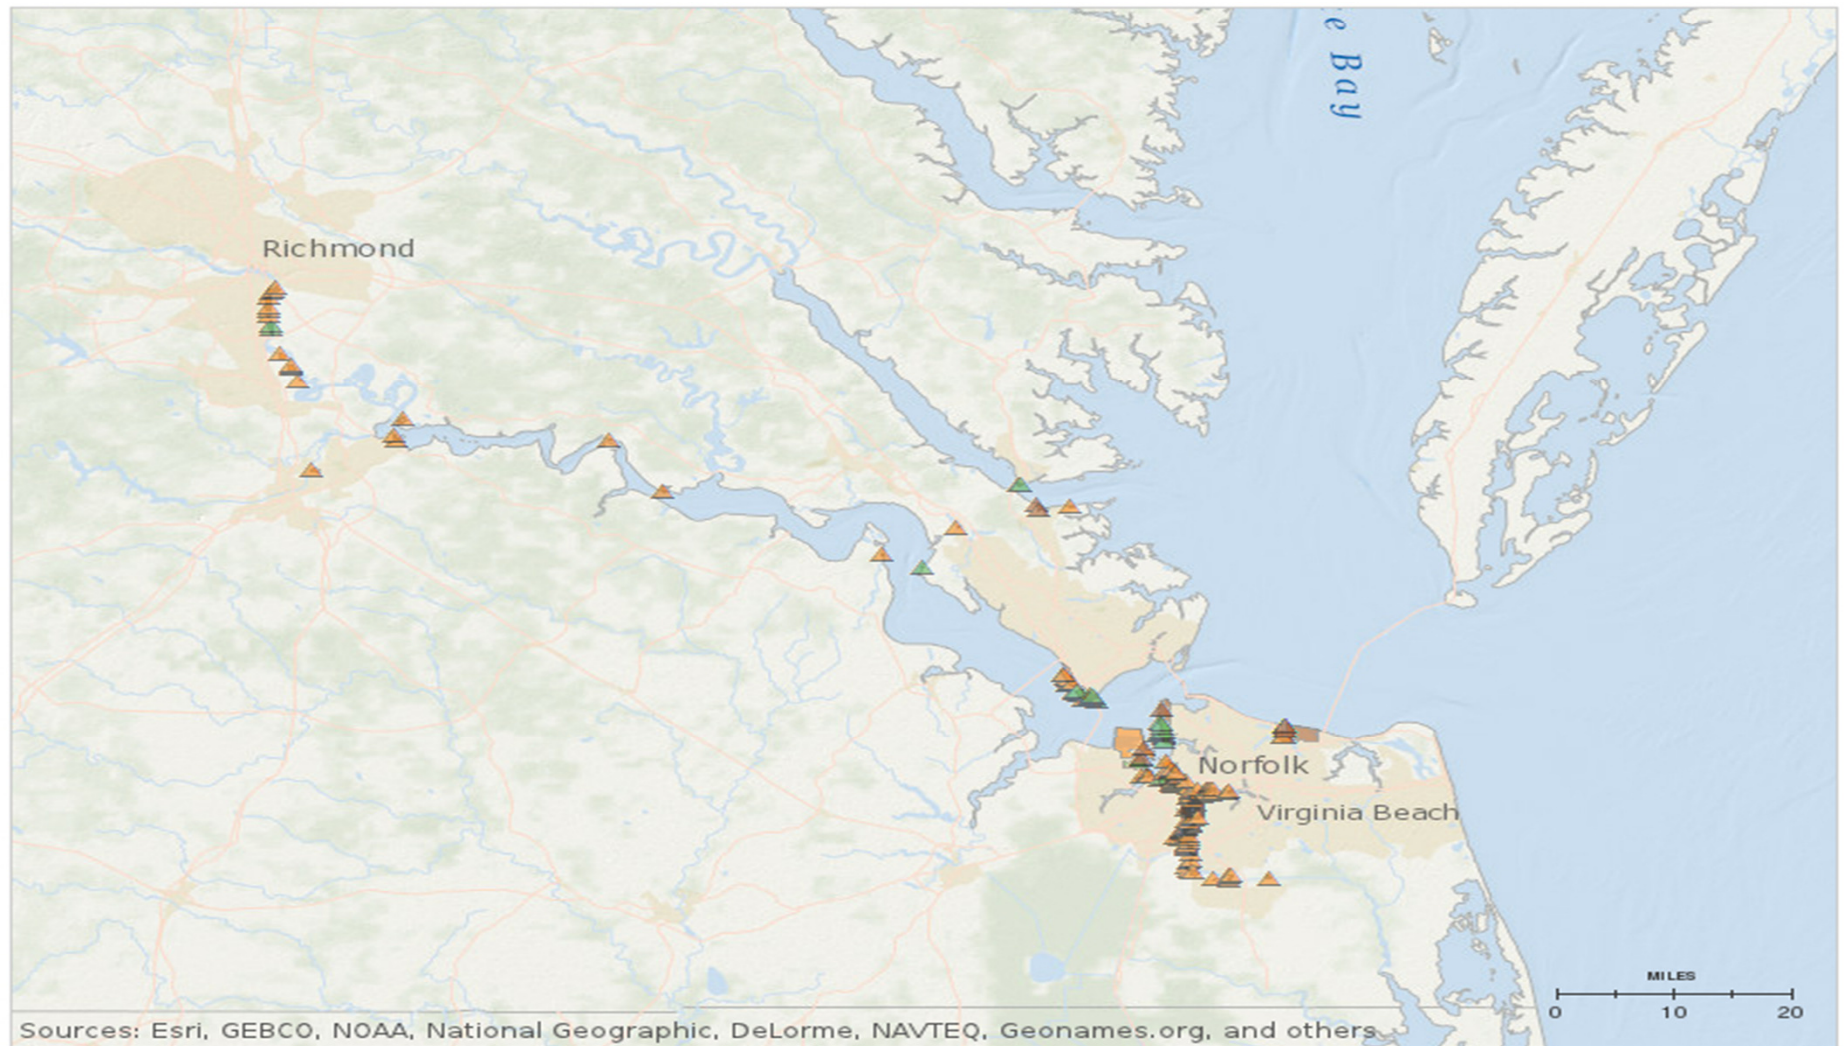 e Bay
Richmond
Norfolk
Virginia Beach
MILES
0 10 20
Sources: Esri, GEBCO, NOAA, National Geographic, DeLorme, NAVTEQ, Geonames.org, and others